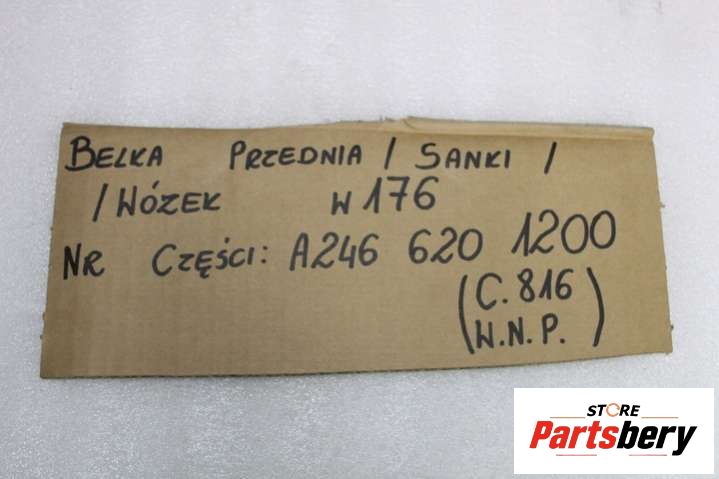 BELKA PRZEDNIA / SANKI /
/ WÓZEK W176
NR CZĘŚCI: A246 620 1200
(C. 816
W.N.P.)
STORE
Partsbery